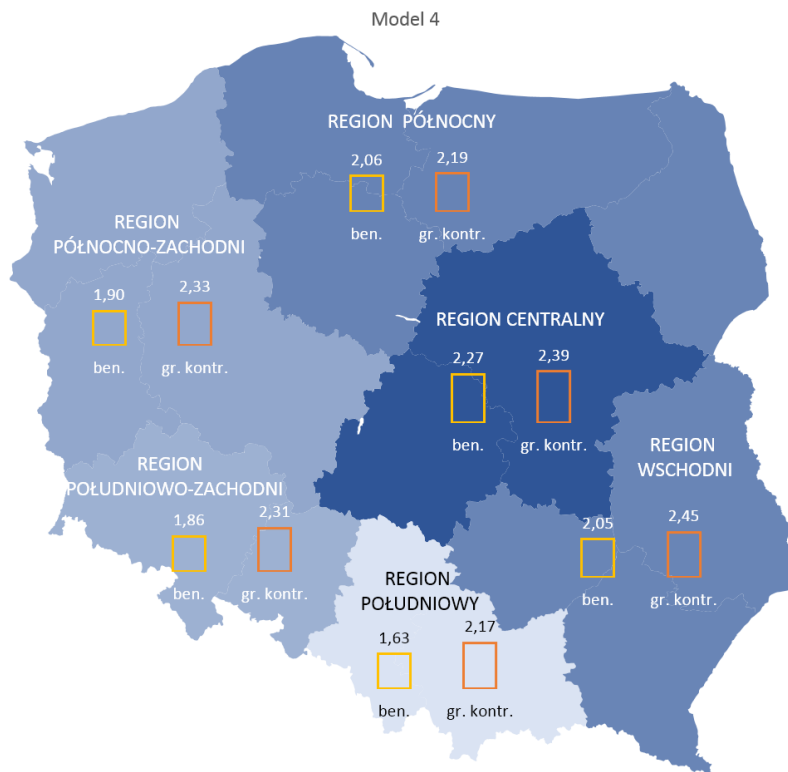 Model 4
REGION PÓŁNOCNY
2,06 2,19
ben. gr. kontr.
REGION
PÓŁNOCNO-ZACHODNI
1,90 2,33
ben. gr. kontr.
REGION CENTRALNY
2,27 2,39
ben. gr. kontr.
REGION
WSCHODNI
2,05 2,45
ben. gr. kontr.
REGION
POŁUDNIOWO-ZACHODNI
1,86 2,31
ben. gr. kontr.
REGION
POŁUDNIOWY
1,63 2,17
ben. gr. kontr.